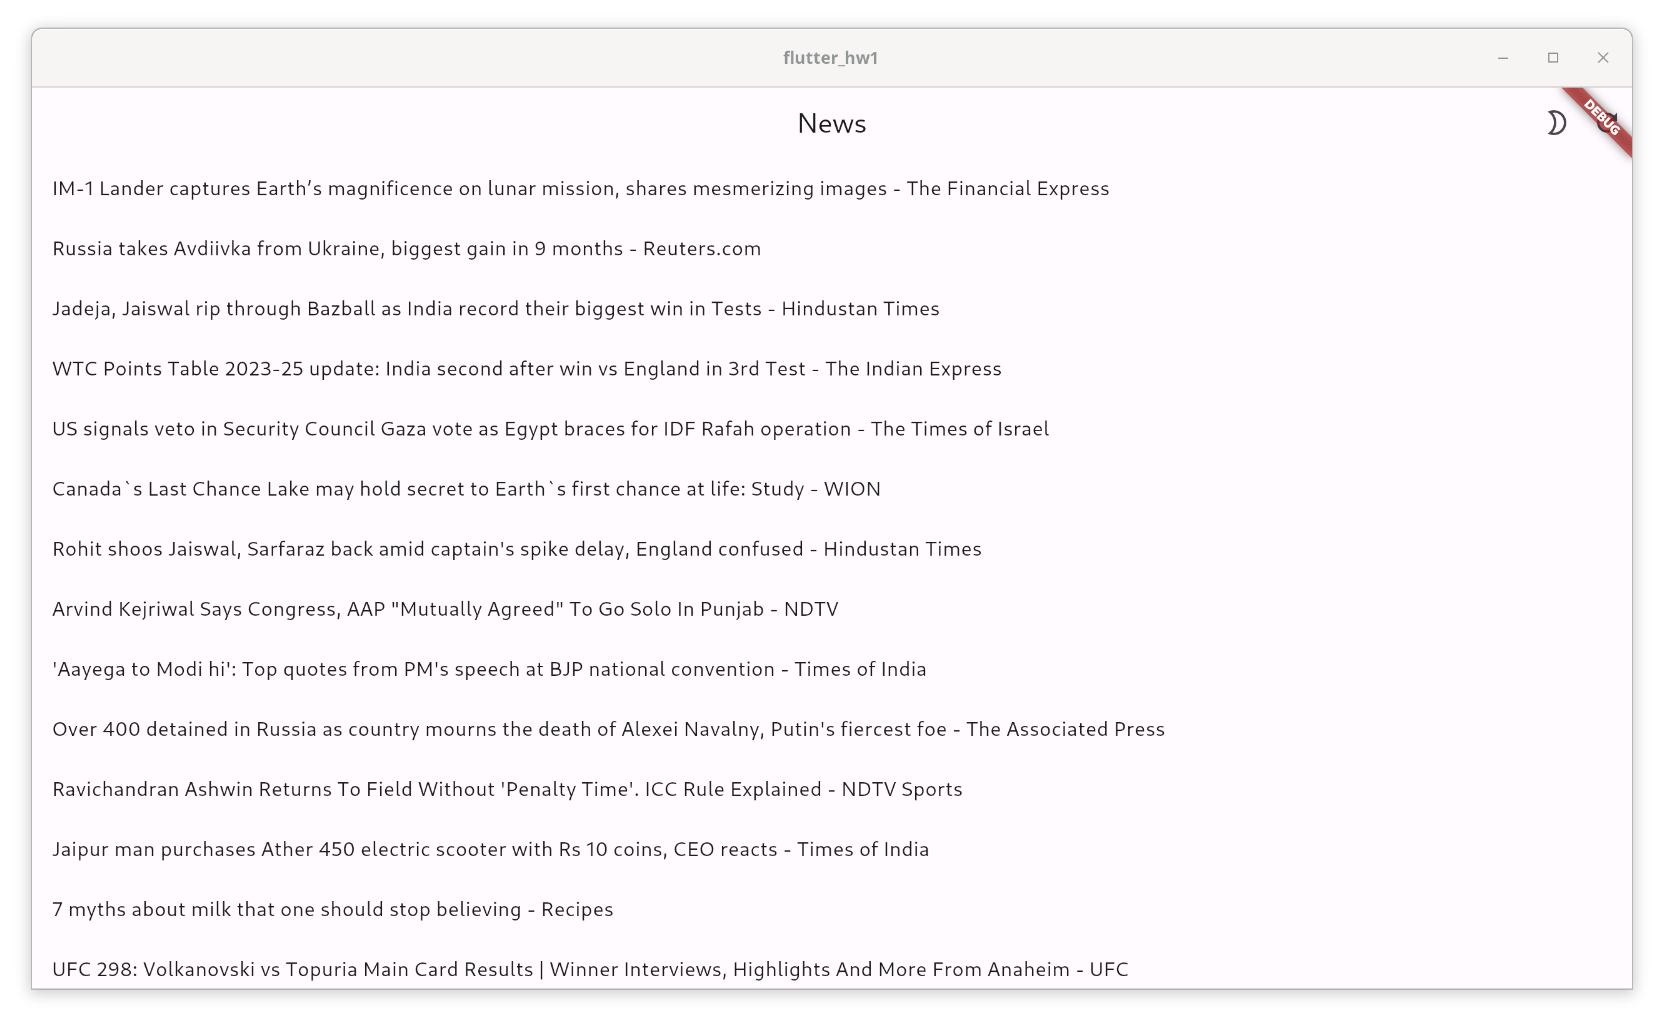 flutter_hw1
News
DEBUG
IM-1 Lander captures Earth’s magnificence on lunar mission, shares mesmerizing images - The Financial Express
Russia takes Avdiivka from Ukraine, biggest gain in 9 months - Reuters.com
Jadeja, Jaiswal rip through Bazball as India record their biggest win in Tests - Hindustan Times
WTC Points Table 2023-25 update: India second after win vs England in 3rd Test - The Indian Express
US signals veto in Security Council Gaza vote as Egypt braces for IDF Rafah operation - The Times of Israel
Canada`s Last Chance Lake may hold secret to Earth`s first chance at life: Study - WION
Rohit shoos Jaiswal, Sarfaraz back amid captain's spike delay, England confused - Hindustan Times
Arvind Kejriwal Says Congress, AAP "Mutually Agreed" To Go Solo In Punjab - NDTV
'Aayega to Modi hi': Top quotes from PM's speech at BJP national convention - Times of India
Over 400 detained in Russia as country mourns the death of Alexei Navalny, Putin's fiercest foe - The Associated Press
Ravichandran Ashwin Returns To Field Without 'Penalty Time'. ICC Rule Explained - NDTV Sports
Jaipur man purchases Ather 450 electric scooter with Rs 10 coins, CEO reacts - Times of India
7 myths about milk that one should stop believing - Recipes
UFC 298: Volkanovski vs Topuria Main Card Results | Winner Interviews, Highlights And More From Anaheim - UFC